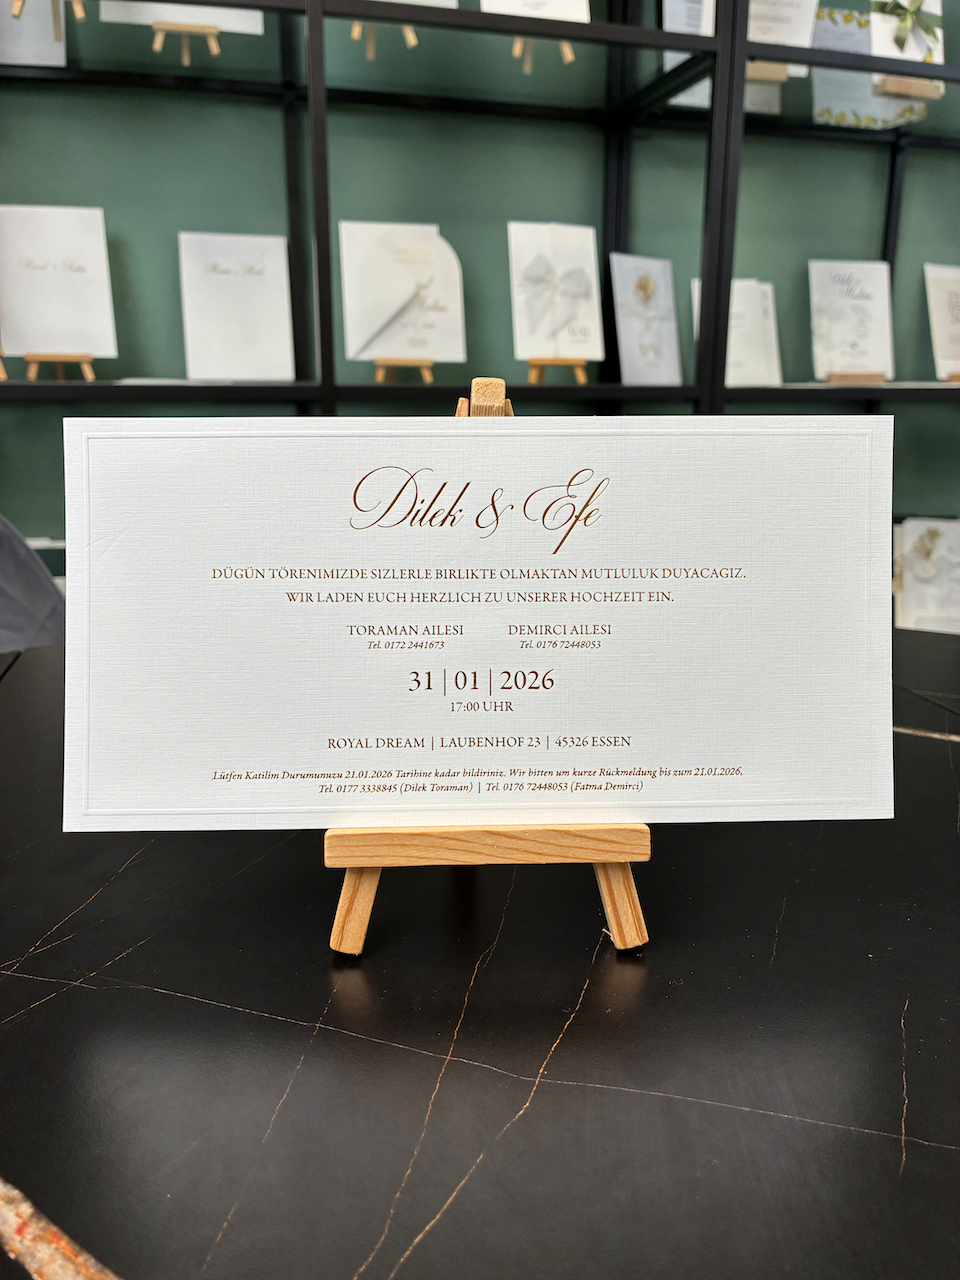 Dilek & Efe
DÜGÜN TÖRENIMIZDE SIZLERLE BIRLIKTE OLMAKTAN MUTLULUK DUYACAGIZ.
WIR LADEN EUCH HERZLICH ZU UNSERER HOCHZEIT EIN.
TORAMAN AILESI DEMIRCI AILESI
Tel. 0172 2441673 Tel. 0176 72448053
31 | 01 | 2026
17:00 UHR
ROYAL DREAM | LAUBENHOF 23 | 45326 ESSEN
Lütfen Katilim Durumunuzu 21.01.2026 Tarihine kadar bildiriniz. Wir bitten um kurze Rückmeldung bis zum 21.01.2026.
Tel. 0177 3338845 (Dilek Toraman) | Tel. 0176 72448053 (Fatma Demirci)